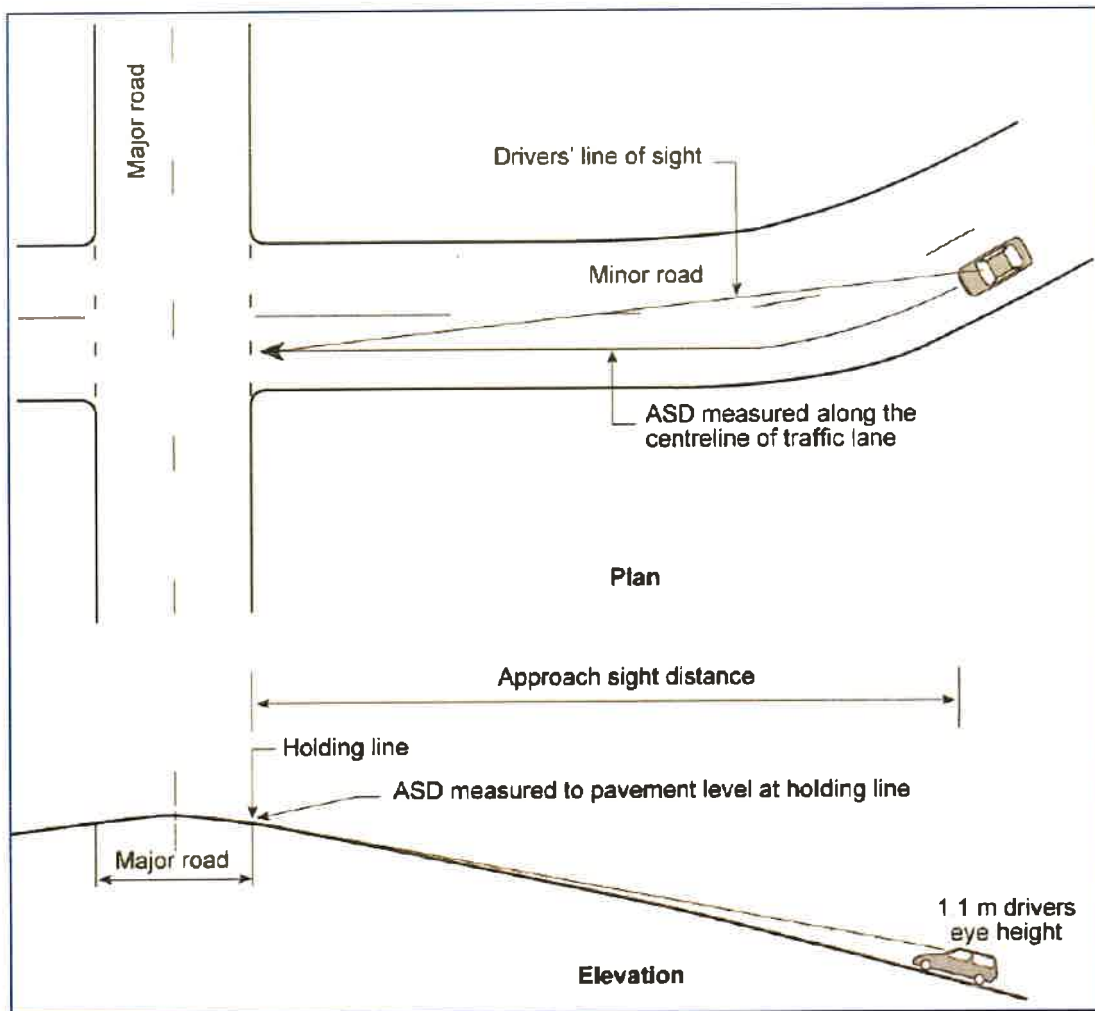 Major road
Drivers' line of sight
Minor road
ASD measured along the
centreline of traffic lane
Plan
Approach sight distance
Holding line
ASD measured to pavement level at holding line
Major road
1 1 m drivers
eye height
Elevation